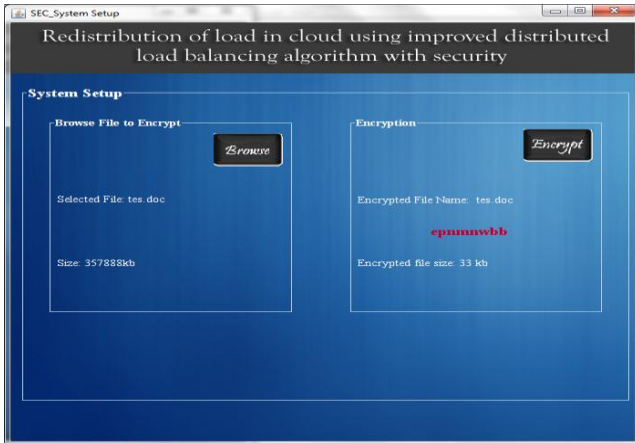 SEC_System Setup
Redistribution of load in cloud using improved distributed
load balancing algorithm with security
System Setup
Browse File to Encrypt
Browse
Selected File: tes.doc
Size: 357888kb
Encryption
Encrypt
Encrypted File Name: tes.doc
epnmnwbb
Encrypted file size: 33 kb